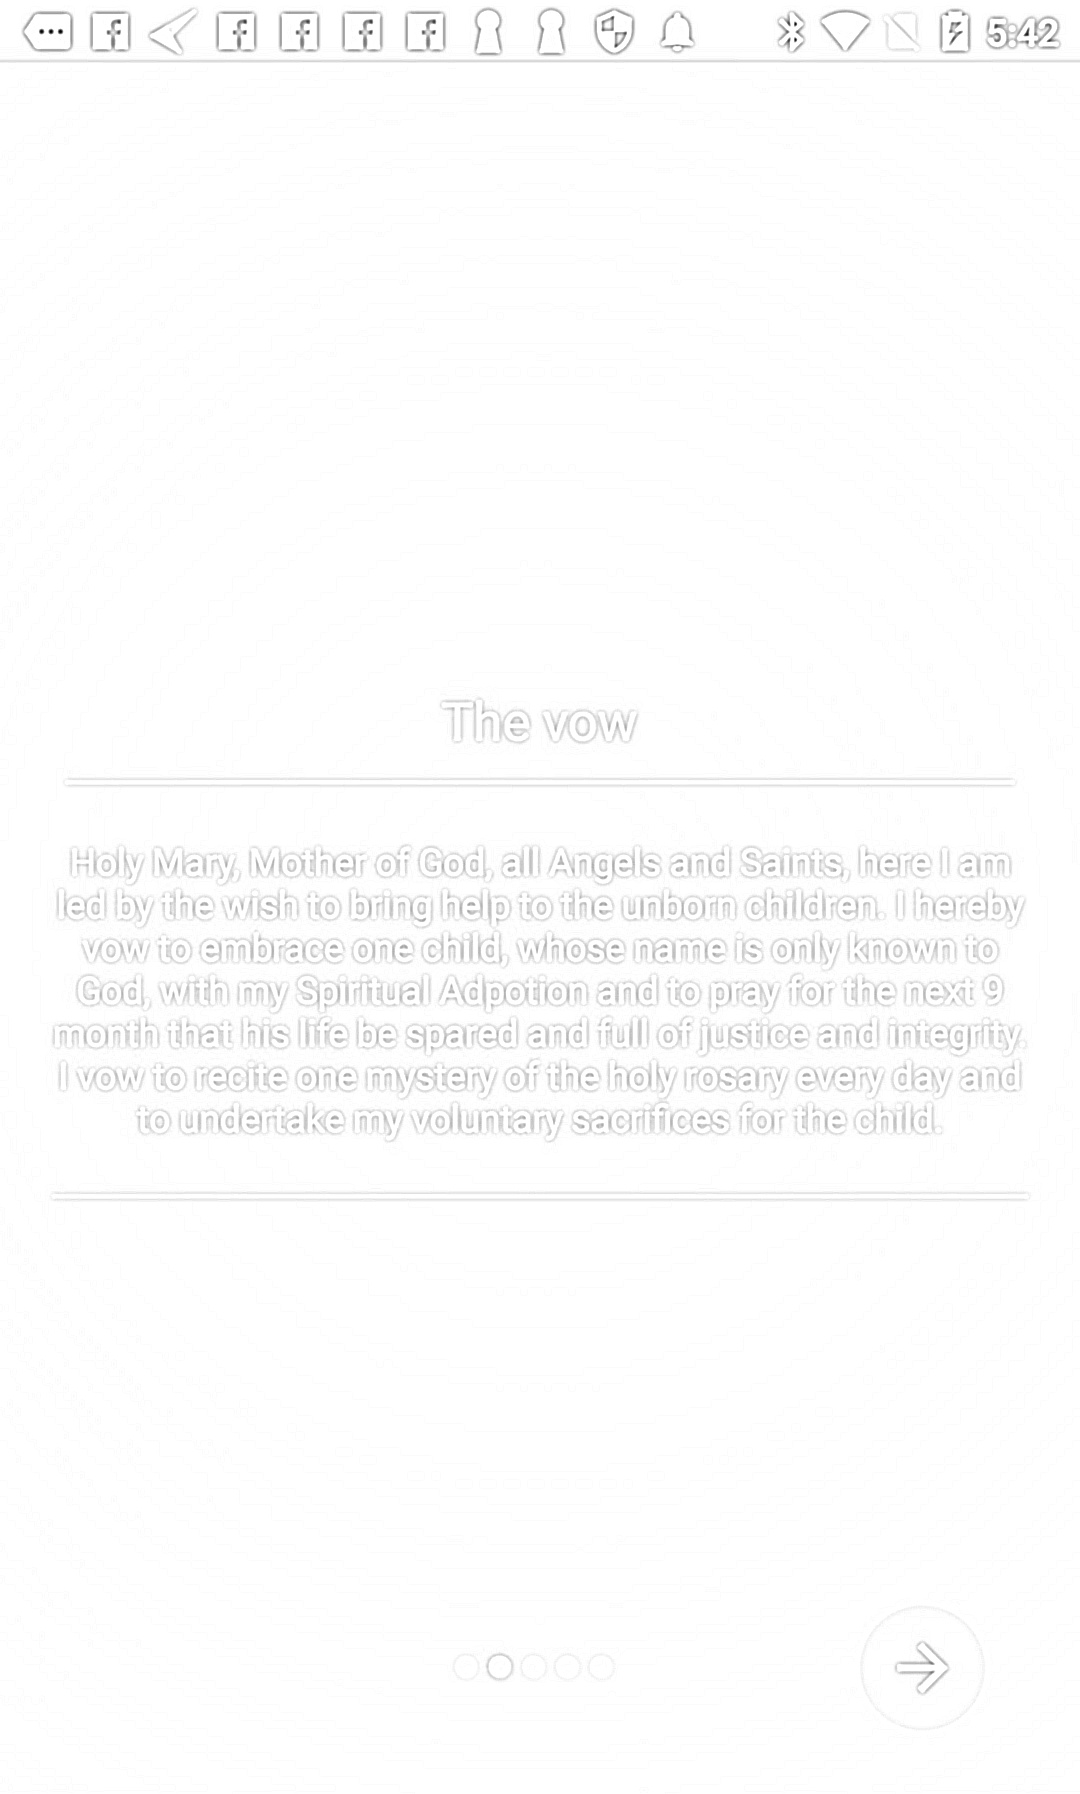 5:42
The vow
Holy Mary, Mother of God, all Angels and Saints, here I am
led by the wish to bring help to the unborn children. I hereby
vow to embrace one child, whose name is only known to
God, with my Spiritual Adpotion and to pray for the next 9
month that his life be spared and full of justice and integrity.
I vow to recite one mystery of the holy rosary every day and
to undertake my voluntary sacrifices for the child.